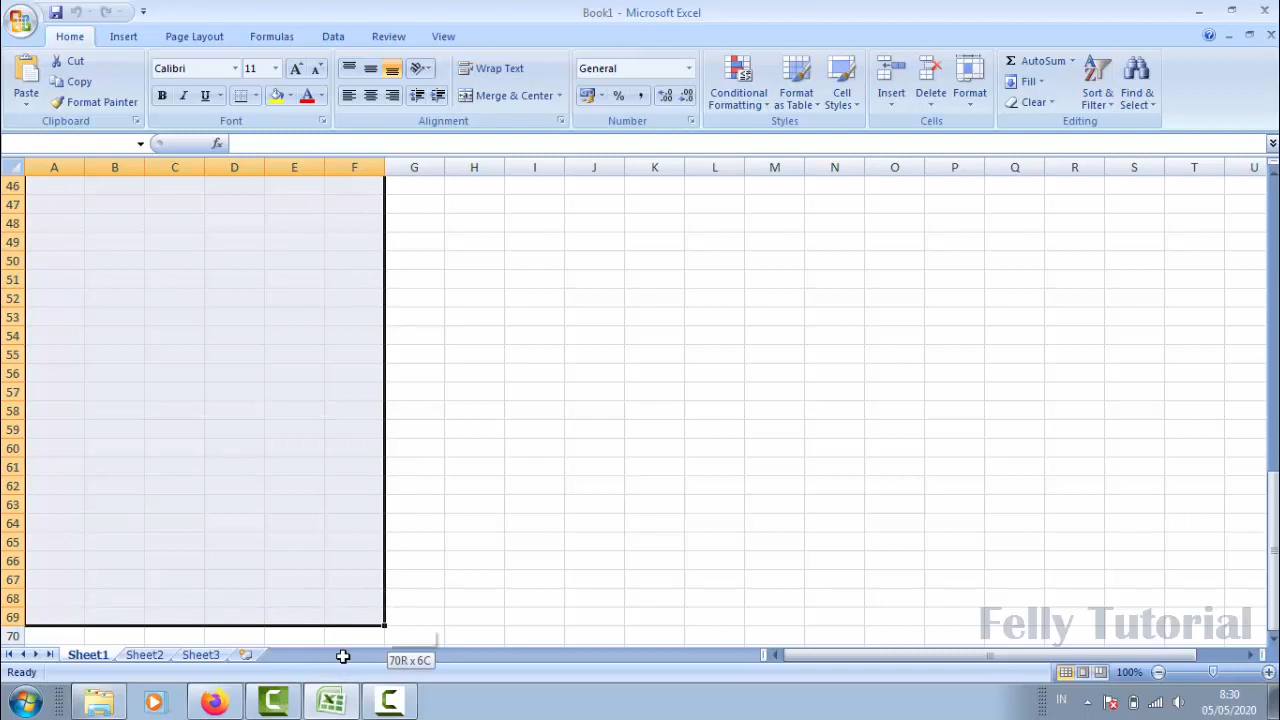 Book1 - Microsoft Excel
Home Insert Page Layout Formulas Data Review View
Paste
Cut
Copy
Format Painter
Clipboard
Calibri 11
B I U A
Font
Wrap Text
Merge & Center
Alignment
General
% ,
Number
Conditional Formatting
Format as Table
Cell Styles
Styles
Insert
Delete
Format
Cells
Σ AutoSum
Fill
Clear
Sort & Filter
Find & Select
Editing
fx
A B C D E F G H I J K L M N O P Q R S T U
46
47
48
49
50
51
52
53
54
55
56
57
58
59
60
61
62
63
64
65
66
67
68
69
70
Felly Tutorial
Sheet1 Sheet2 Sheet3
70R x 6C
Ready
100%
IN
8:30
05/05/2020